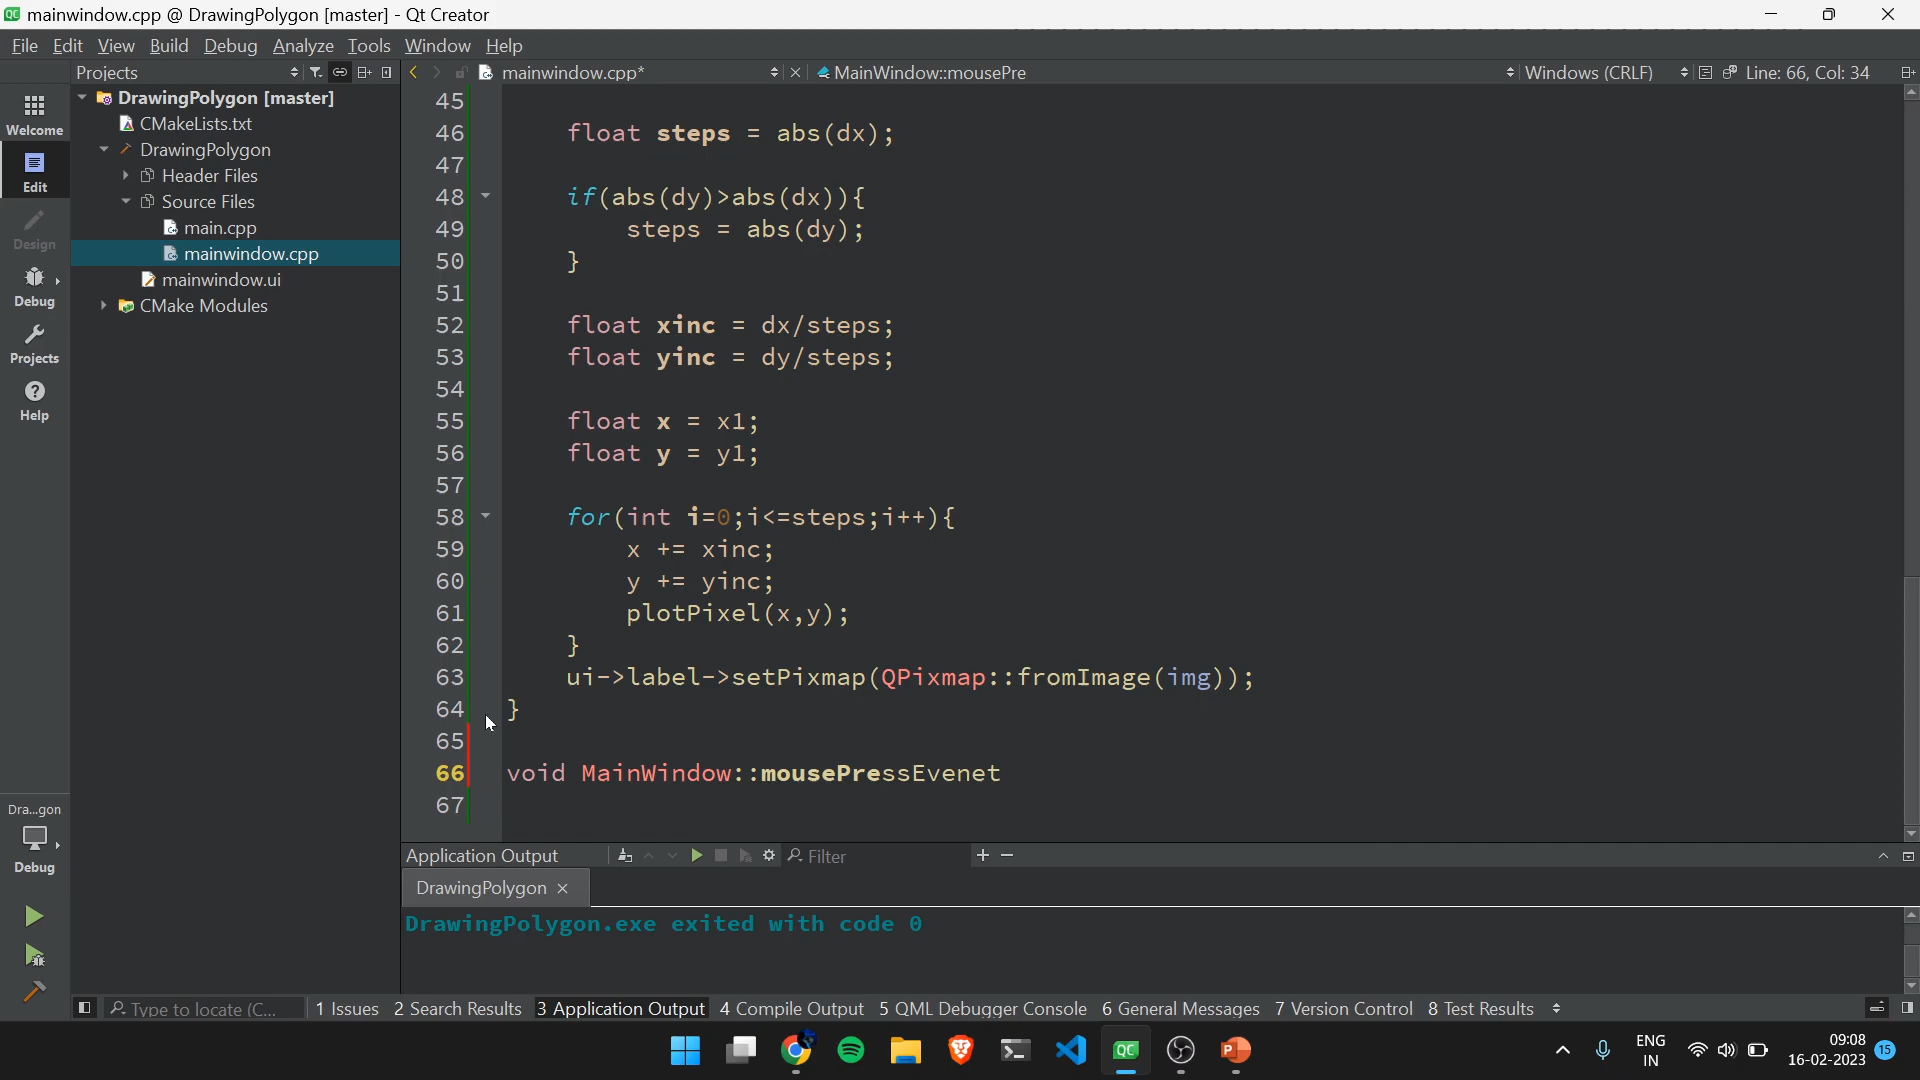 mainwindow.cpp @ DrawingPolygon [master] - Qt Creator
File Edit View Build Debug Analyze Tools Window Help
Projects
mainwindow.cpp*
MainWindow::mousePre
Windows (CRLF)
Line: 66, Col: 34
Welcome
Edit
Design
Debug
Projects
Help
DrawingPolygon [master]
CMakeLists.txt
DrawingPolygon
Header Files
Source Files
main.cpp
mainwindow.cpp
mainwindow.ui
CMake Modules
45
46 float steps = abs(dx);
47
48 if(abs(dy)>abs(dx)){
49 steps = abs(dy);
50 }
51
52 float xinc = dx/steps;
53 float yinc = dy/steps;
54
55 float x = x1;
56 float y = y1;
57
58 for(int i=0;i<=steps;i++){
59 x += xinc;
60 y += yinc;
61 plotPixel(x,y);
62 }
63 ui->label->setPixmap(QPixmap::fromImage(img));
64 }
65
66 void MainWindow::mousePressEvenet
67
Dra...gon
Debug
Application Output
Filter
DrawingPolygon
DrawingPolygon.exe exited with code 0
Type to locate (C...
1 Issues 2 Search Results 3 Application Output 4 Compile Output 5 QML Debugger Console 6 General Messages 7 Version Control 8 Test Results
QC
ENG
IN
09:08
16-02-2023
15